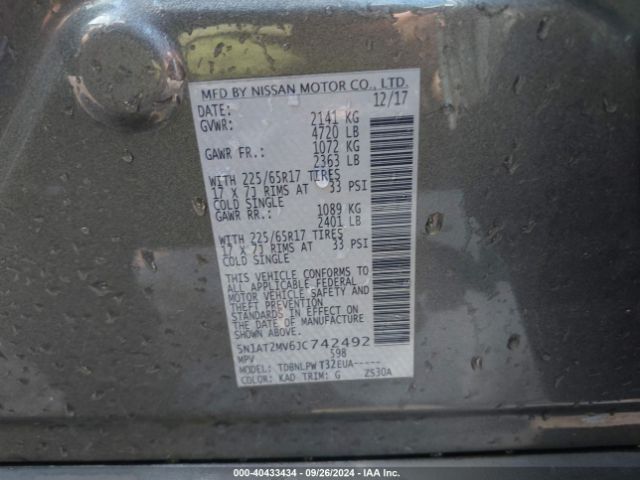 MFD BY NISSAN MOTOR CO., LTD.
DATE: 12/17
GVWR: 2141 KG
4720 LB
GAWR FR.: 1072 KG
2363 LB
WITH 225/65R17 TIRES
17 X 7J RIMS AT 33 PSI
COLD SINGLE
GAWR RR.: 1089 KG
2401 LB
WITH 225/65R17 TIRES
17 X 7J RIMS AT 33 PSI
COLD SINGLE
THIS VEHICLE CONFORMS TO
ALL APPLICABLE FEDERAL
MOTOR VEHICLE SAFETY AND
THEFT PREVENTION
STANDARDS IN EFFECT ON
THE DATE OF MANUFACTURE
SHOWN ABOVE.
5N1AT2MV6JC742492
MPV 598
MODEL: TDBNLPW T32EUA-----
COLOR: KAD TRIM: G ZS30A
000-40433434 - 09/26/2024 - IAA Inc.